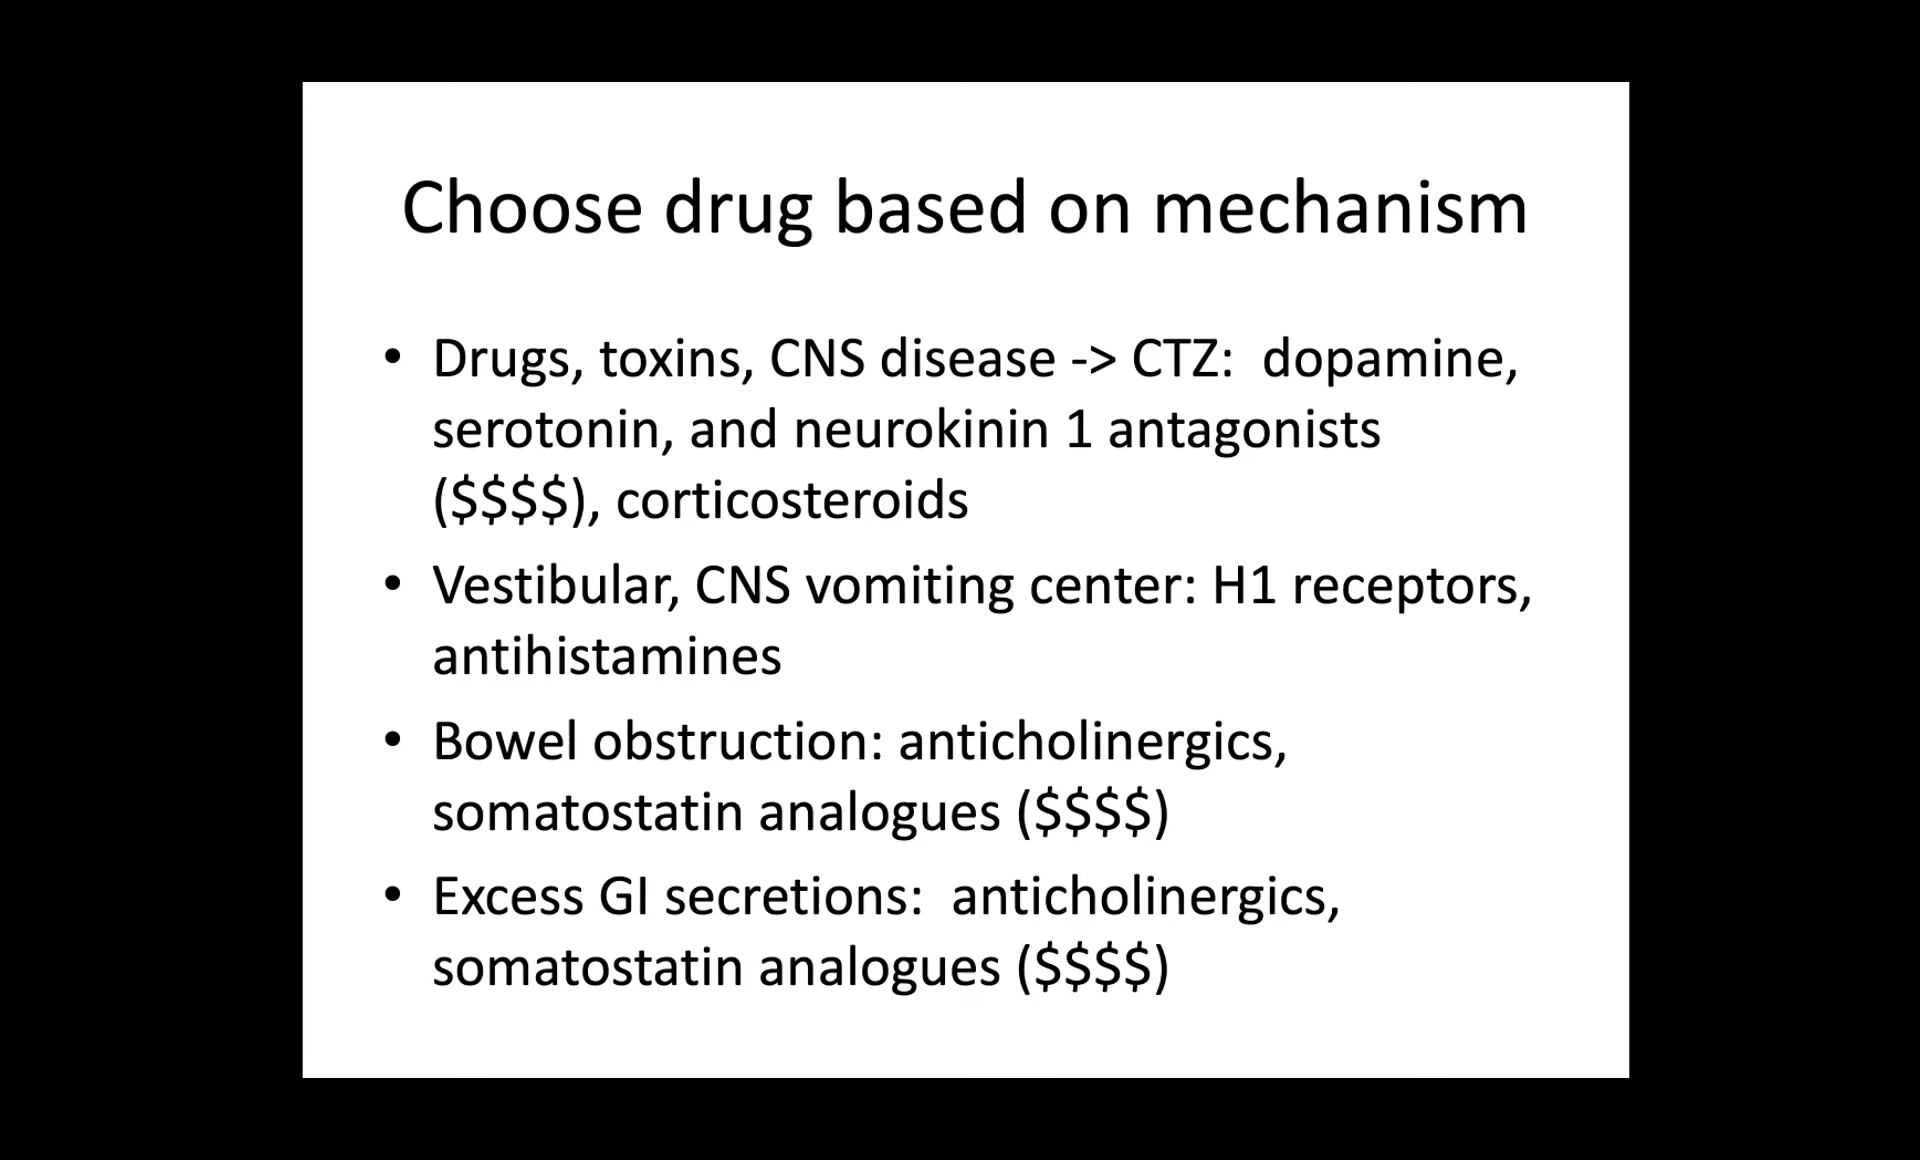 Choose drug based on mechanism
• Drugs, toxins, CNS disease -> CTZ:  dopamine,
serotonin, and neurokinin 1 antagonists
($$$$), corticosteroids
• Vestibular, CNS vomiting center: H1 receptors,
antihistamines
• Bowel obstruction: anticholinergics,
somatostatin analogues ($$$$)
• Excess GI secretions:  anticholinergics,
somatostatin analogues ($$$$)